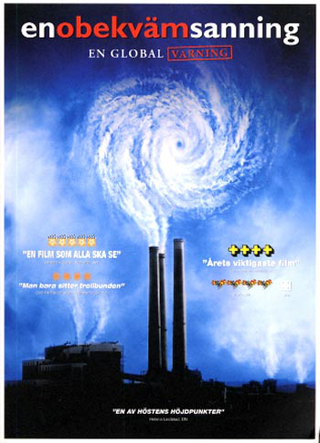 enobekvämsanning
EN GLOBAL VARNING
"EN FILM SOM ALLA SKA SE"
"Man bara sitter trollbunden"
"Årets viktigaste film"
"EN AV HÖSTENS HÖJDPUNKTER"